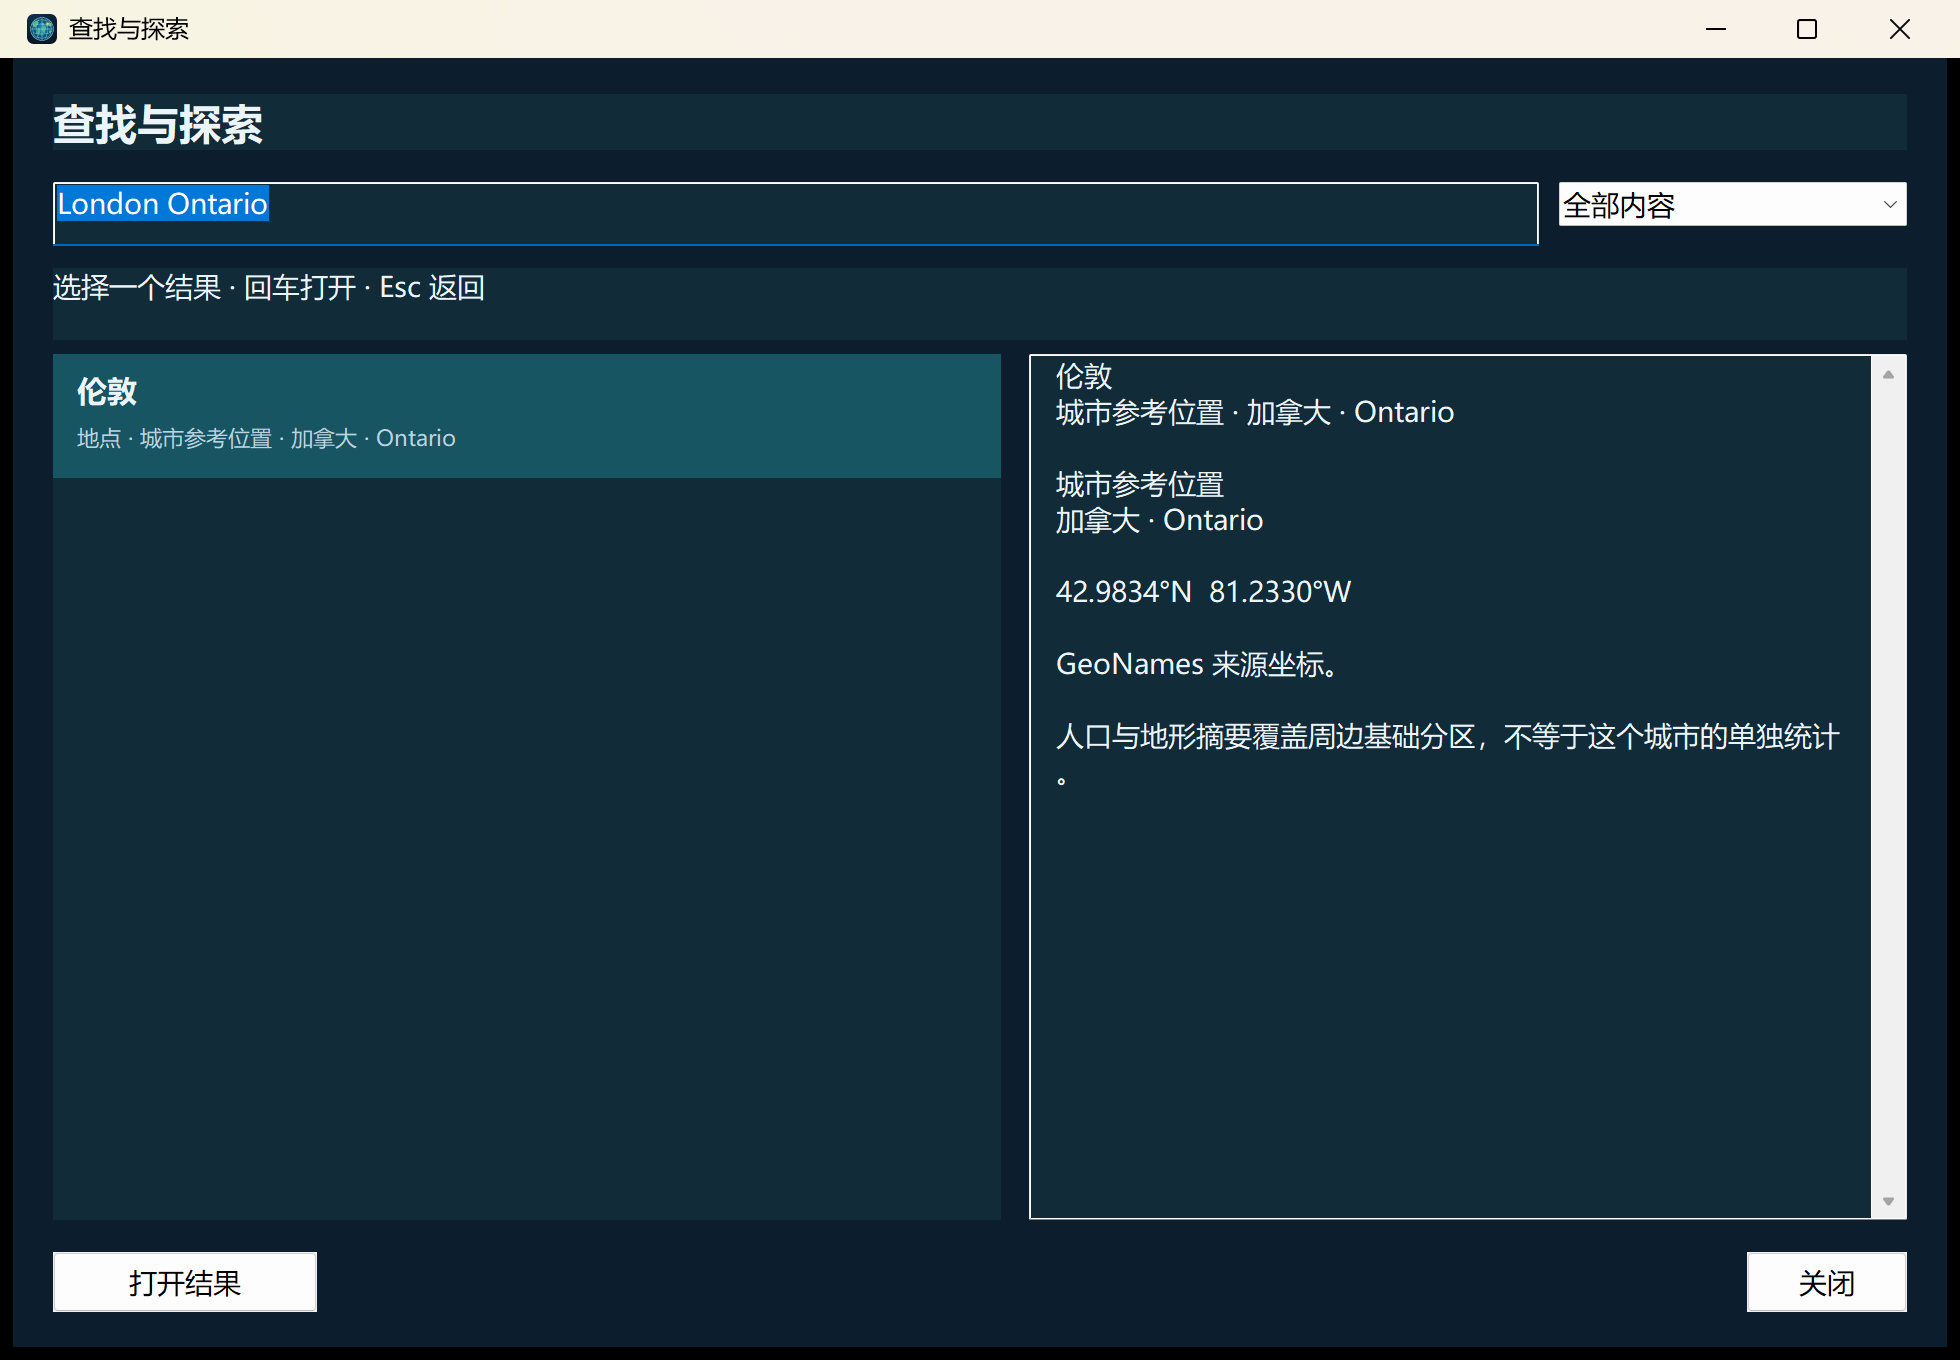 查找与探索
查找与探索
London Ontario
全部内容
选择一个结果 · 回车打开 · Esc 返回
伦敦
地点 · 城市参考位置 · 加拿大 · Ontario
伦敦
城市参考位置 · 加拿大 · Ontario
城市参考位置
加拿大 · Ontario
42.9834°N  81.2330°W
GeoNames 来源坐标。
人口与地形摘要覆盖周边基础分区，不等于这个城市的单独统计
。
打开结果
关闭